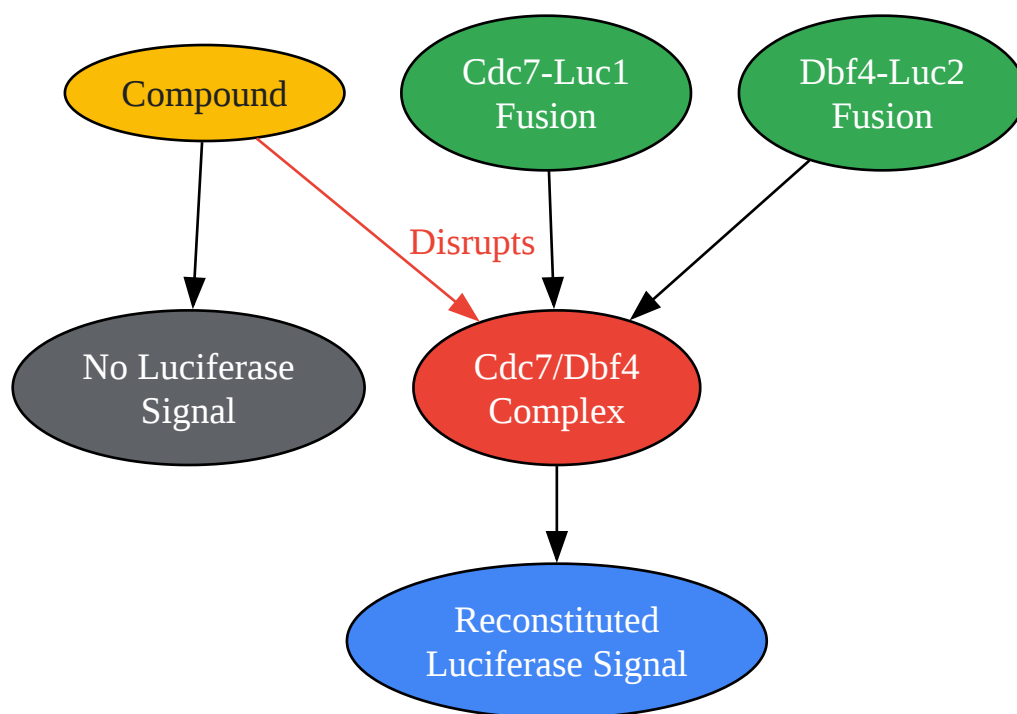 Compound
Cdc7-Luc1
Fusion
Dbf4-Luc2
Fusion
Disrupts
No Luciferase
Signal
Cdc7/Dbf4
Complex
Reconstituted
Luciferase Signal